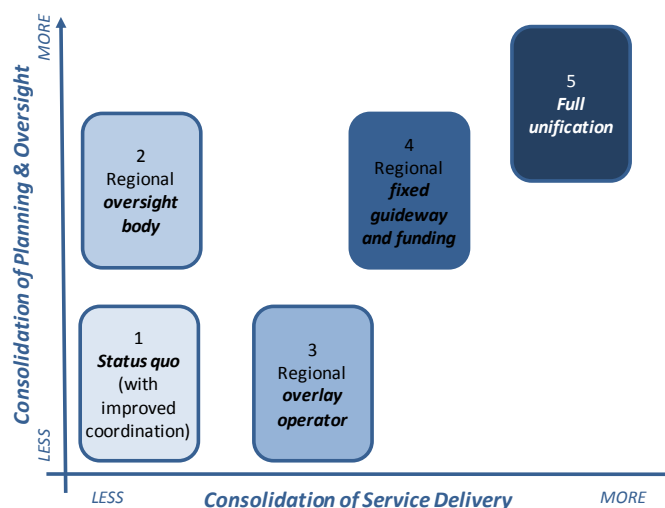 MORE
Consolidation of Planning & Oversight
LESS
5
Full
unification
2
Regional
oversight
body
4
Regional
fixed
guideway
and funding
1
Status quo
(with
improved
coordination)
3
Regional
overlay
operator
LESS
Consolidation of Service Delivery
MORE